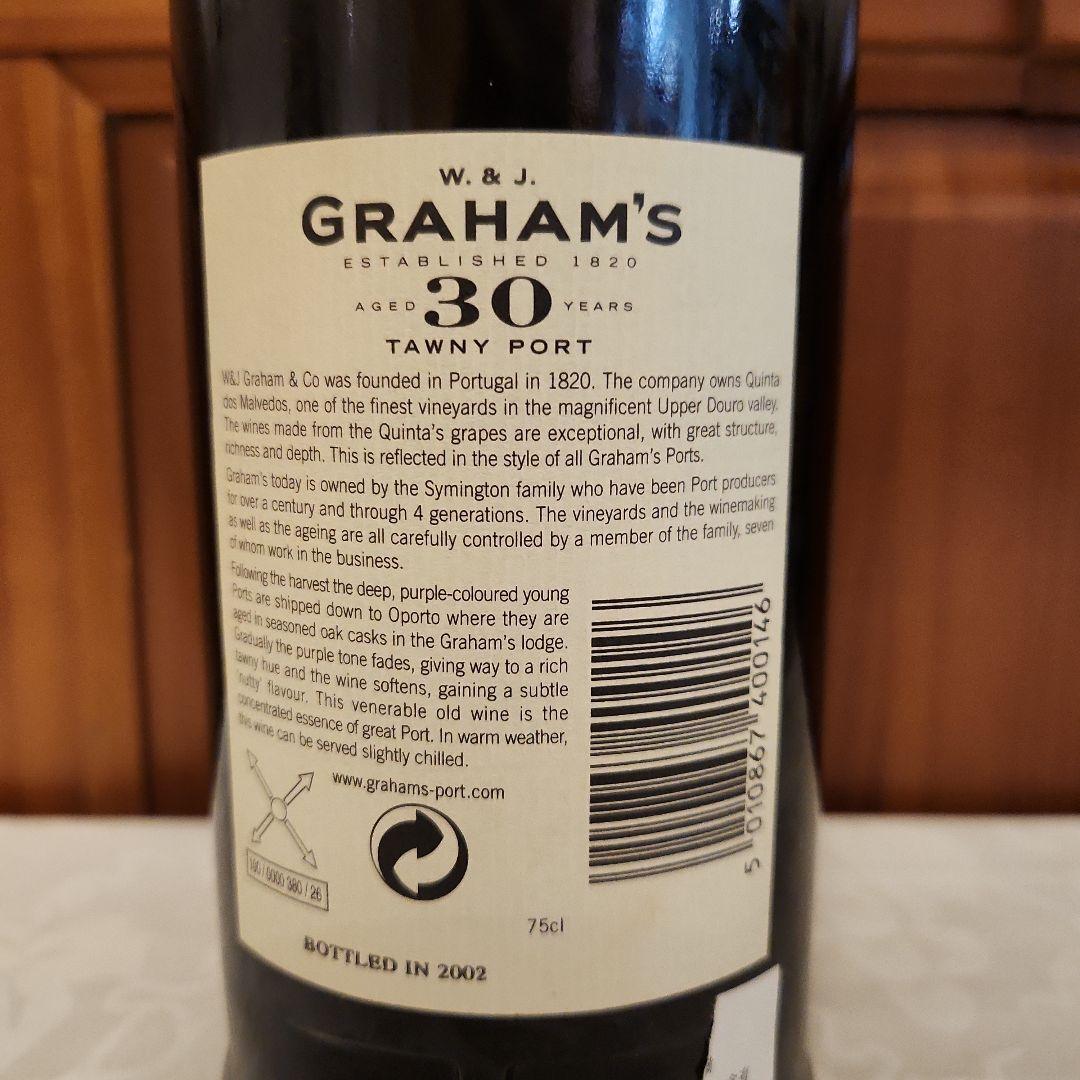 W. & J.
GRAHAM'S
ESTABLISHED 1820
AGED 30 YEARS
TAWNY PORT
W&J Graham & Co was founded in Portugal in 1820. The company owns Quinta
dos Malvedos, one of the finest vineyards in the magnificent Upper Douro valley.
The wines made from the Quinta's grapes are exceptional, with great structure,
richness and depth. This is reflected in the style of all Graham's Ports.
Graham's today is owned by the Symington family who have been Port producers
for over a century and through 4 generations. The vineyards and the winemaking
as well as the ageing are all carefully controlled by a member of the family, seven
of whom work in the business.
Following the harvest the deep, purple-coloured young
Ports are shipped down to Oporto where they are
aged in seasoned oak casks in the Graham's lodge.
Gradually the purple tone fades, giving way to a rich
tawny hue and the wine softens, gaining a subtle
'nutty' flavour. This venerable old wine is the
concentrated essence of great Port. In warm weather,
this wine can be served slightly chilled.
www.grahams-port.com
5 010867 400146
75cl
BOTTLED IN 2002